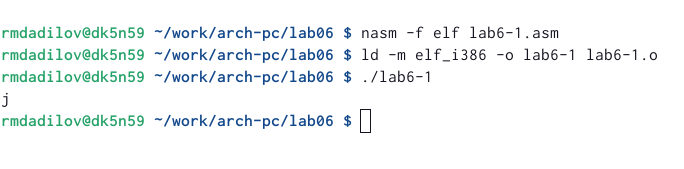 rmdadilov@dk5n59 ~/work/arch-pc/lab06 $ nasm -f elf lab6-1.asm
rmdadilov@dk5n59 ~/work/arch-pc/lab06 $ ld -m elf_i386 -o lab6-1 lab6-1.o
rmdadilov@dk5n59 ~/work/arch-pc/lab06 $ ./lab6-1
j
rmdadilov@dk5n59 ~/work/arch-pc/lab06 $